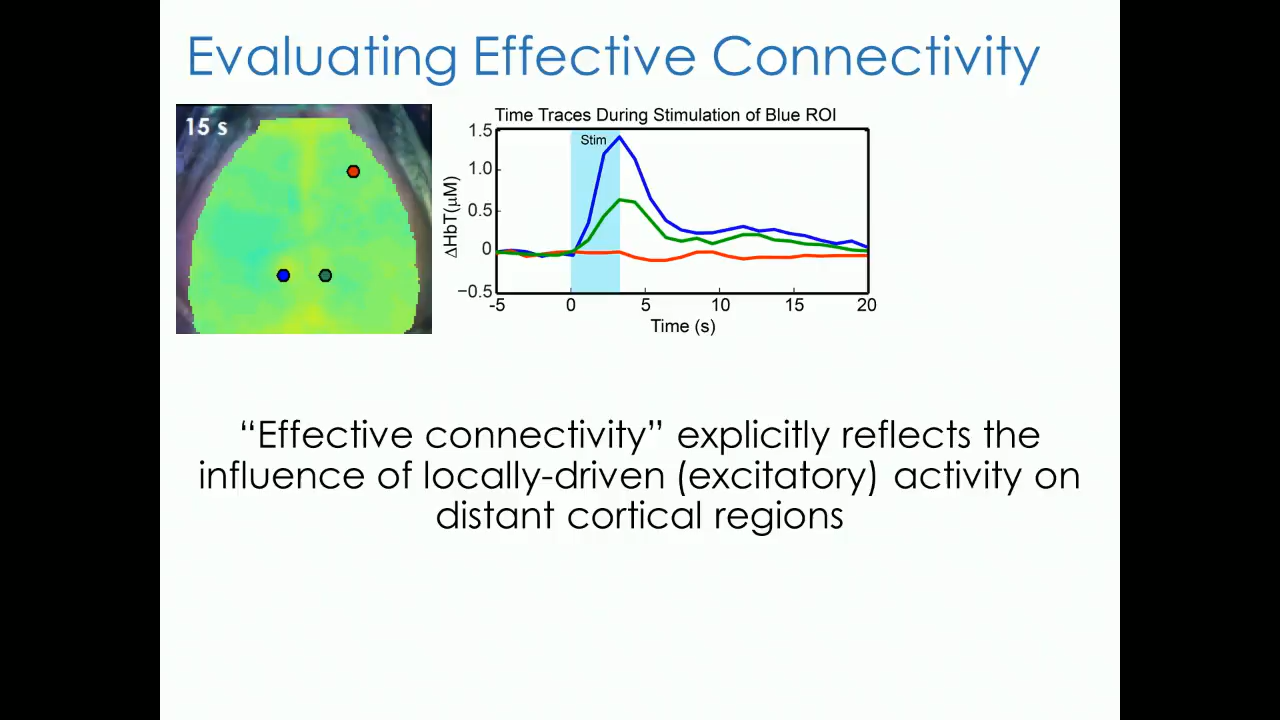 Evaluating Effective Connectivity
15 s
Time Traces During Stimulation of Blue ROI
Stim
ΔHbT(μM)
1.5
1.0
0.5
0
−0.5
-5
0
5
10
15
20
Time (s)
“Effective connectivity” explicitly reflects the
influence of locally-driven (excitatory) activity on
distant cortical regions